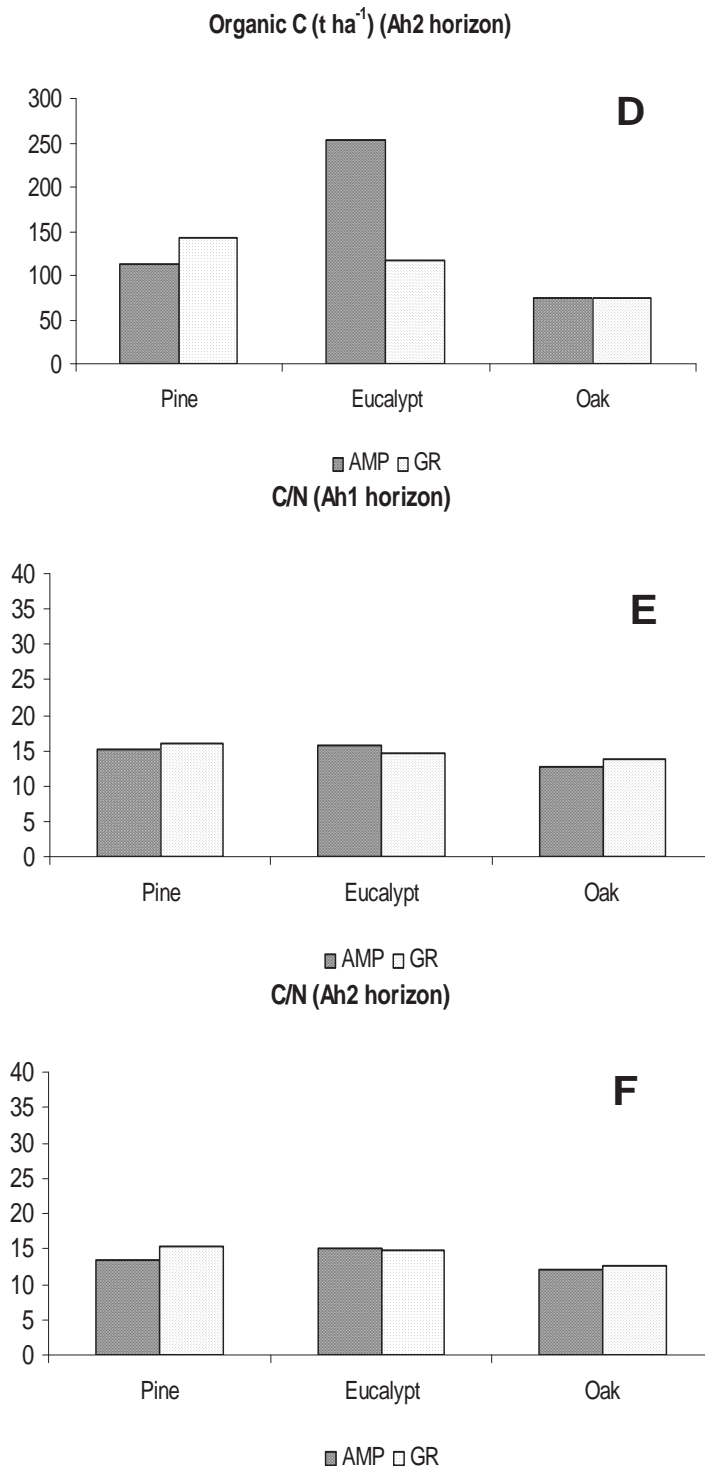 Organic C (t ha⁻¹) (Ah2 horizon)
D
300
250
200
150
100
50
0
Pine Eucalypt Oak
AMP GR
C/N (Ah1 horizon)
E
40
35
30
25
20
15
10
5
0
Pine Eucalypt Oak
AMP GR
C/N (Ah2 horizon)
F
40
35
30
25
20
15
10
5
0
Pine Eucalypt Oak
AMP GR